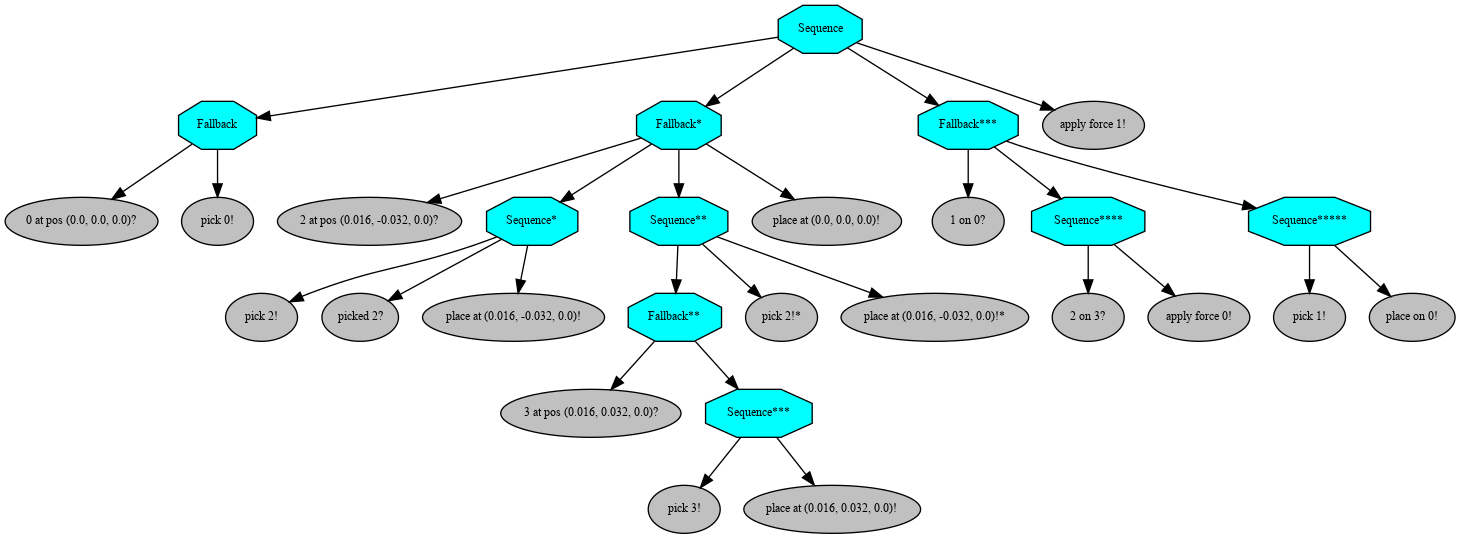 Sequence
Fallback
Fallback*
Fallback***
apply force 1!
0 at pos (0.0, 0.0, 0.0)?
pick 0!
2 at pos (0.016, -0.032, 0.0)?
Sequence*
Sequence**
place at (0.0, 0.0, 0.0)!
1 on 0?
Sequence****
Sequence*****
pick 2!
picked 2?
place at (0.016, -0.032, 0.0)!
Fallback**
pick 2!*
place at (0.016, -0.032, 0.0)!*
2 on 3?
apply force 0!
pick 1!
place on 0!
3 at pos (0.016, 0.032, 0.0)?
Sequence***
pick 3!
place at (0.016, 0.032, 0.0)!